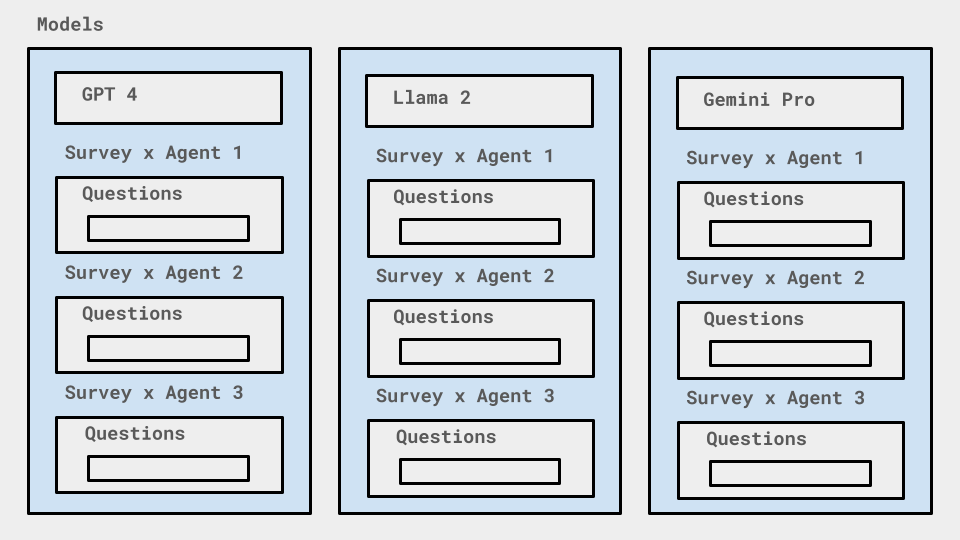 Models
GPT 4
Survey x Agent 1
Questions
Survey x Agent 2
Questions
Survey x Agent 3
Questions
Llama 2
Survey x Agent 1
Questions
Survey x Agent 2
Questions
Survey x Agent 3
Questions
Gemini Pro
Survey x Agent 1
Questions
Survey x Agent 2
Questions
Survey x Agent 3
Questions